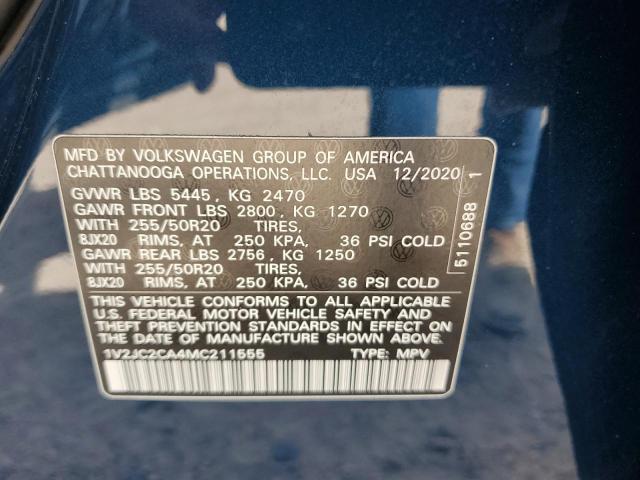 MFD BY VOLKSWAGEN GROUP OF AMERICA
CHATTANOOGA OPERATIONS, LLC. USA 12/2020
GVWR LBS 5445, KG 2470
GAWR FRONT LBS 2800, KG 1270
WITH 255/50R20 TIRES,
8JX20 RIMS, AT 250 KPA, 36 PSI COLD
GAWR REAR LBS 2756, KG 1250
WITH 255/50R20 TIRES,
8JX20 RIMS, AT 250 KPA, 36 PSI COLD
THIS VEHICLE CONFORMS TO ALL APPLICABLE
U.S. FEDERAL MOTOR VEHICLE SAFETY AND
THEFT PREVENTION STANDARDS IN EFFECT ON
THE DATE OF MANUFACTURE SHOWN ABOVE.
1V2JC2CA4MC211555 TYPE: MPV
5110688 1